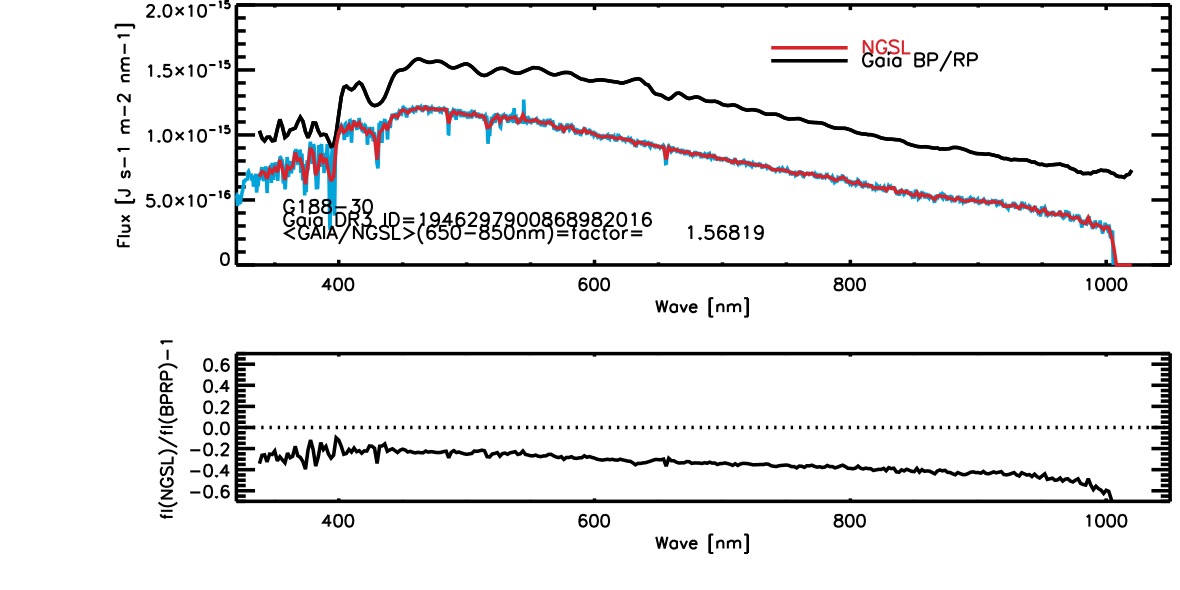 2.0×10⁻¹⁵
1.5×10⁻¹⁵
1.0×10⁻¹⁵
5.0×10⁻¹⁶
0
Flux [J s−1 m−2 nm−1]
NGSL
Gaia BP/RP
G188−30
Gaia DR3 ID=1946297900868982016
<GAIA/NGSL>(650−850nm)=factor= 1.56819
400 600 800 1000
Wave [nm]
0.6
0.4
0.2
0.0
−0.2
−0.4
−0.6
fl(NGSL)/fl(BPRP)−1
400 600 800 1000
Wave [nm]